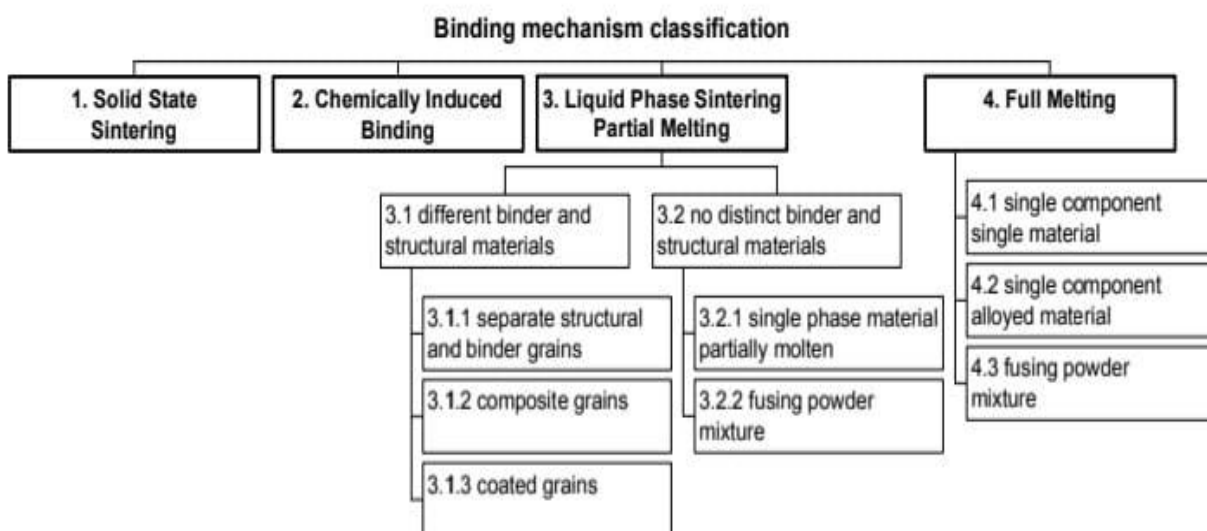 Binding mechanism classification
1. Solid State
Sintering
2. Chemically Induced
Binding
3. Liquid Phase Sintering
Partial Melting
4. Full Melting
3.1 different binder and
structural materials
3.2 no distinct binder and
structural materials
3.1.1 separate structural
and binder grains
3.1.2 composite grains
3.1.3 coated grains
3.2.1 single phase material
partially molten
3.2.2 fusing powder
mixture
4.1 single component
single material
4.2 single component
alloyed material
4.3 fusing powder
mixture